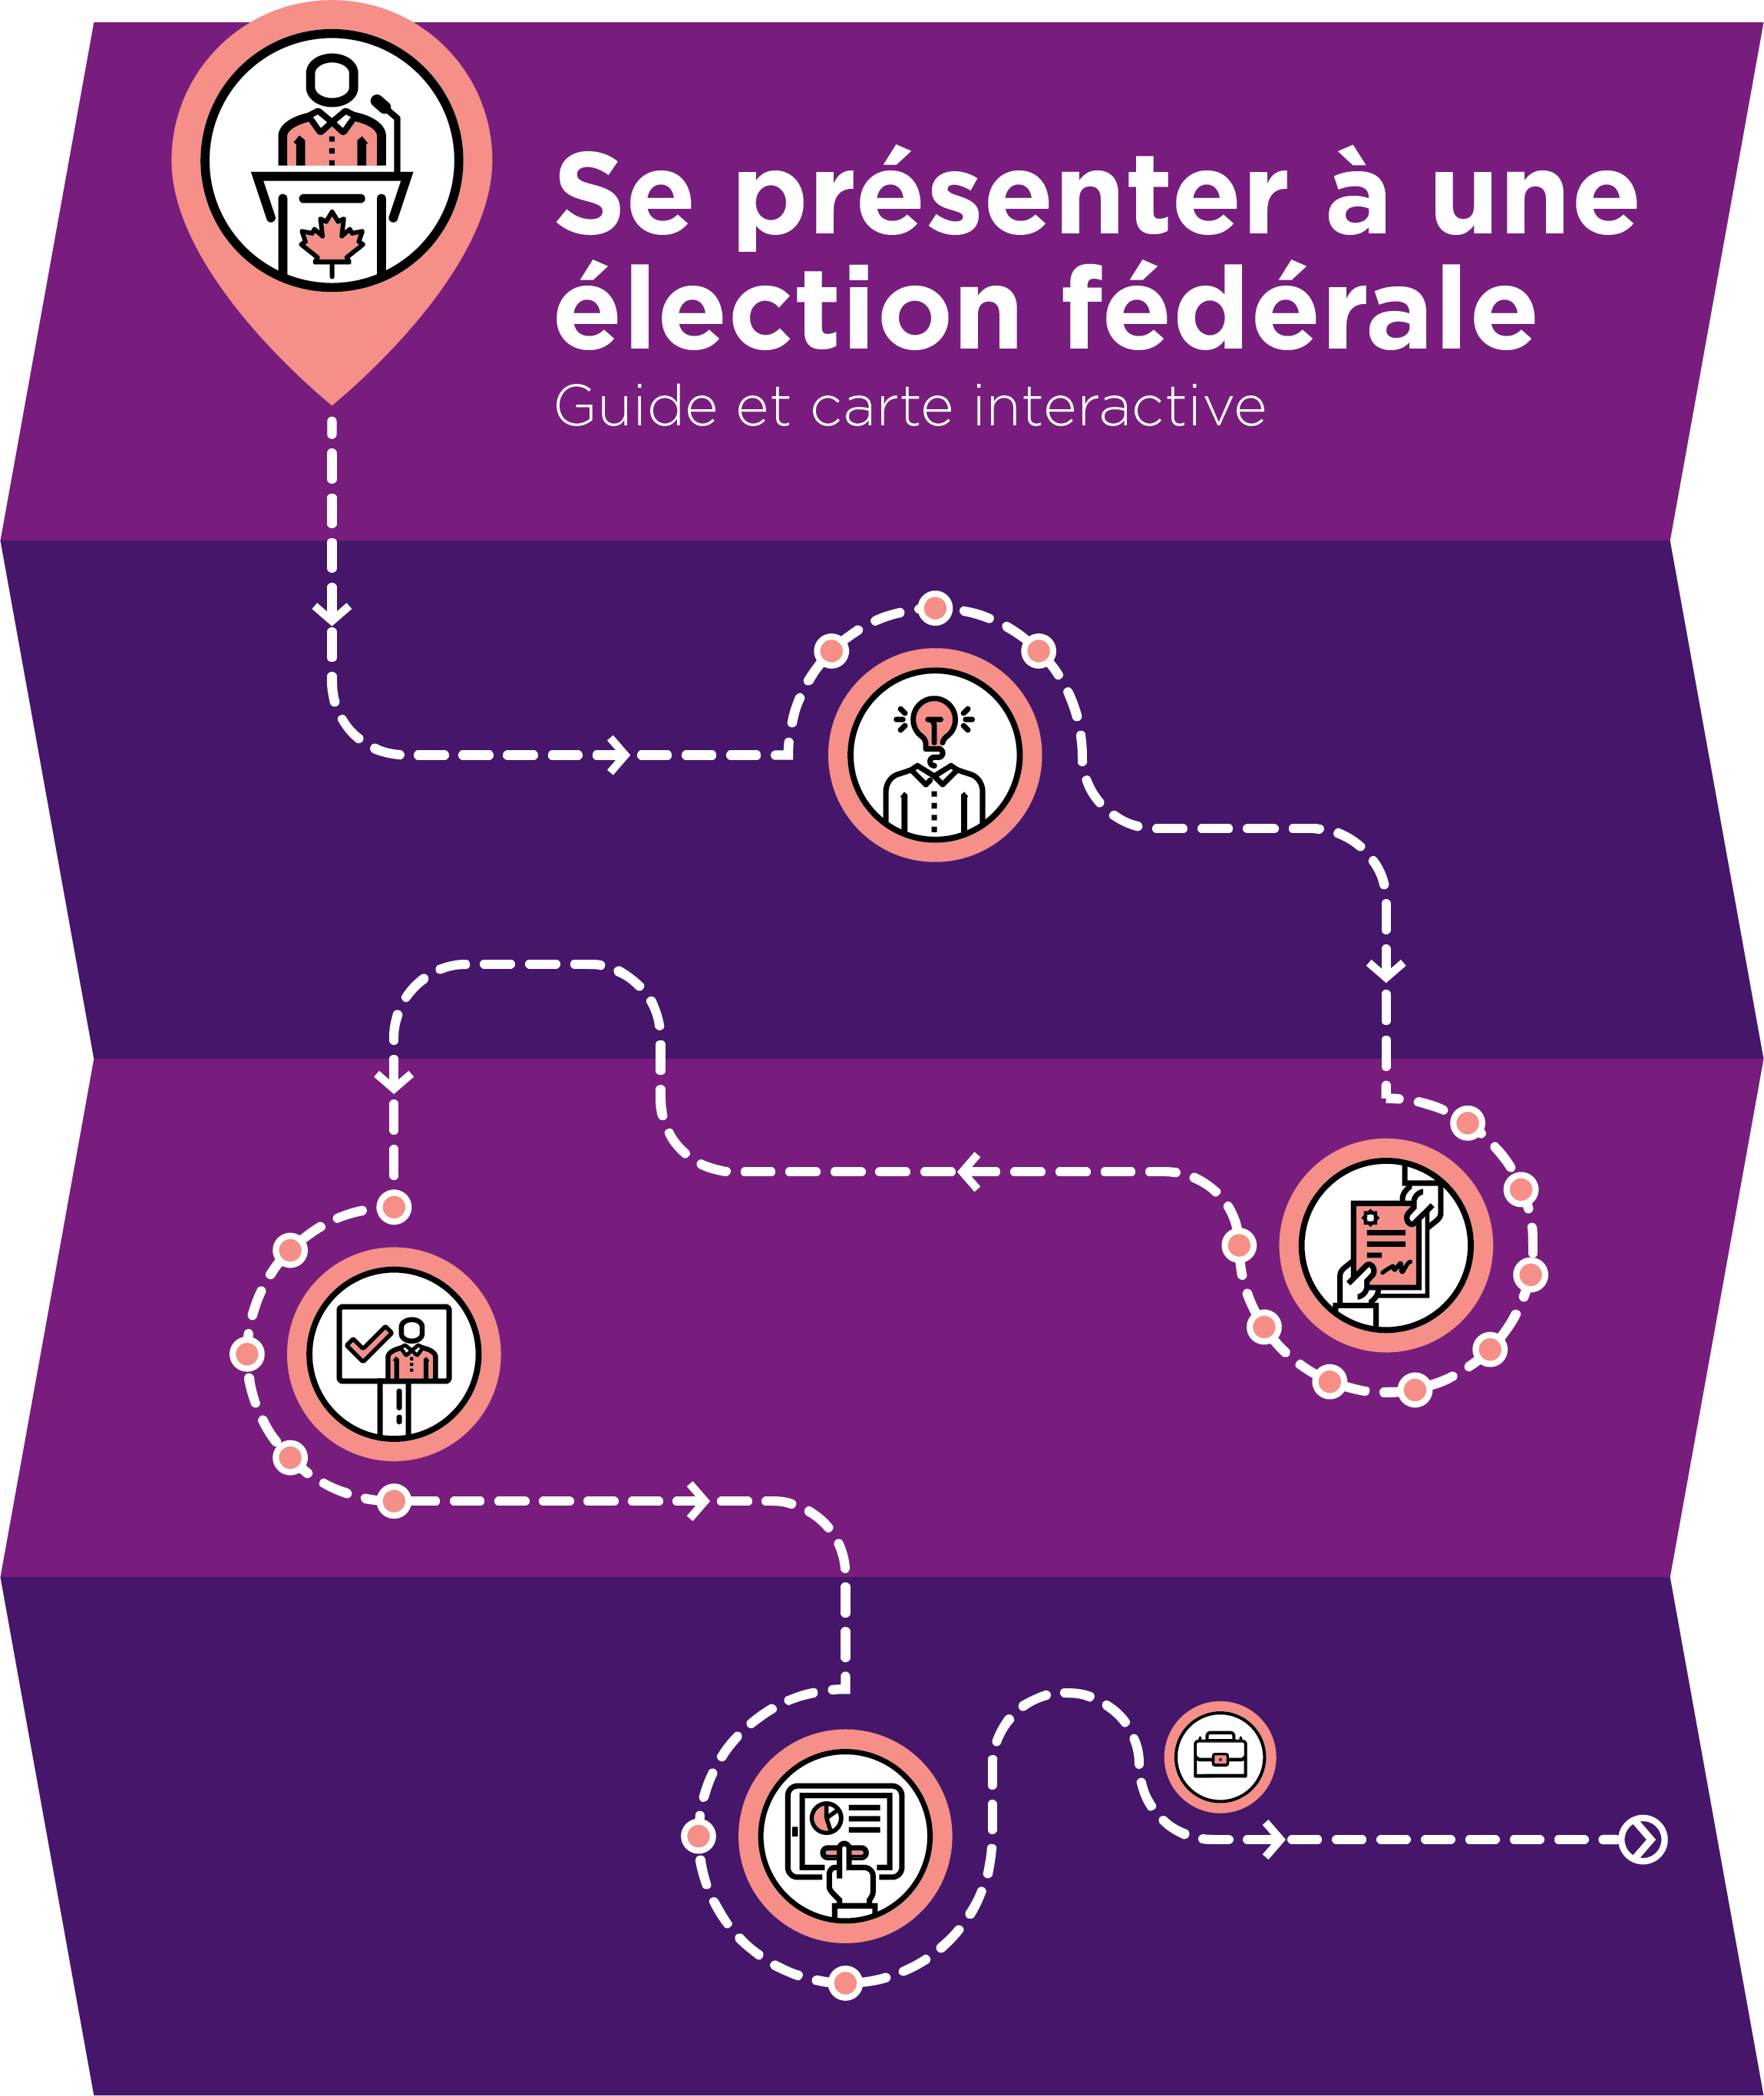 Se présenter à une
élection fédérale
Guide et carte interactive